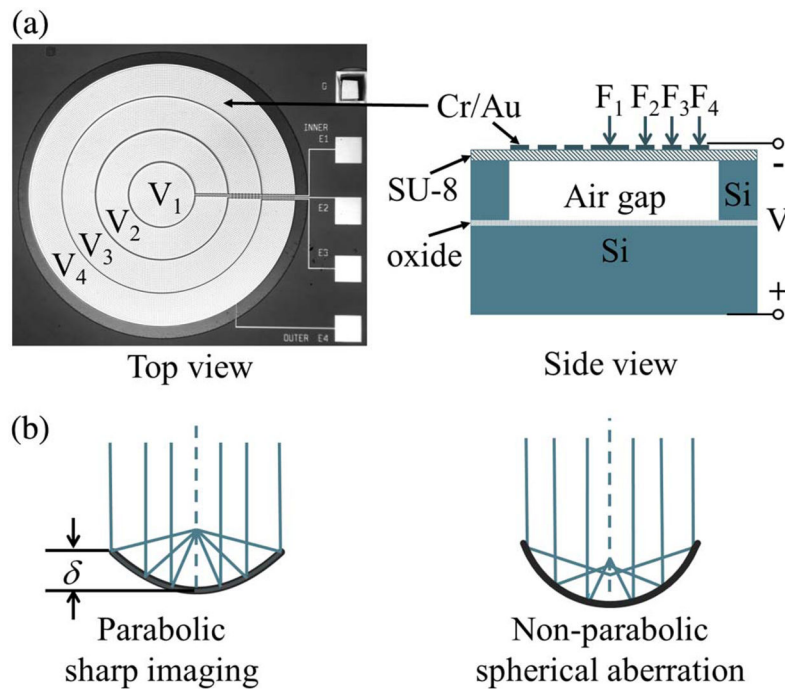 (a)
V1
V2
V3
V4
G
INNER
E1
E2
E3
OUTER E4
Top view
Cr/Au
F1 F2 F3 F4
SU-8
Air gap
Si
oxide
Si
-
V
+
Side view
(b)
δ
Parabolic
sharp imaging
Non-parabolic
spherical aberration